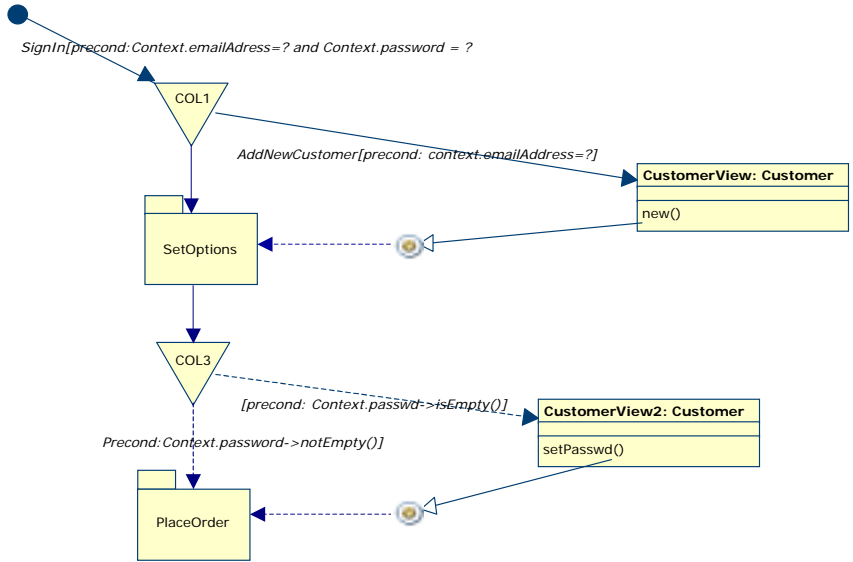 SignIn[precond:Context.emailAdress=? and Context.password = ?
COL1
AddNewCustomer[precond: context.emailAddress=?]
CustomerView: Customer
new()
SetOptions
COL3
[precond: Context.passwd->isEmpty()]
CustomerView2: Customer
Precond:Context.password->notEmpty()]
setPasswd()
PlaceOrder